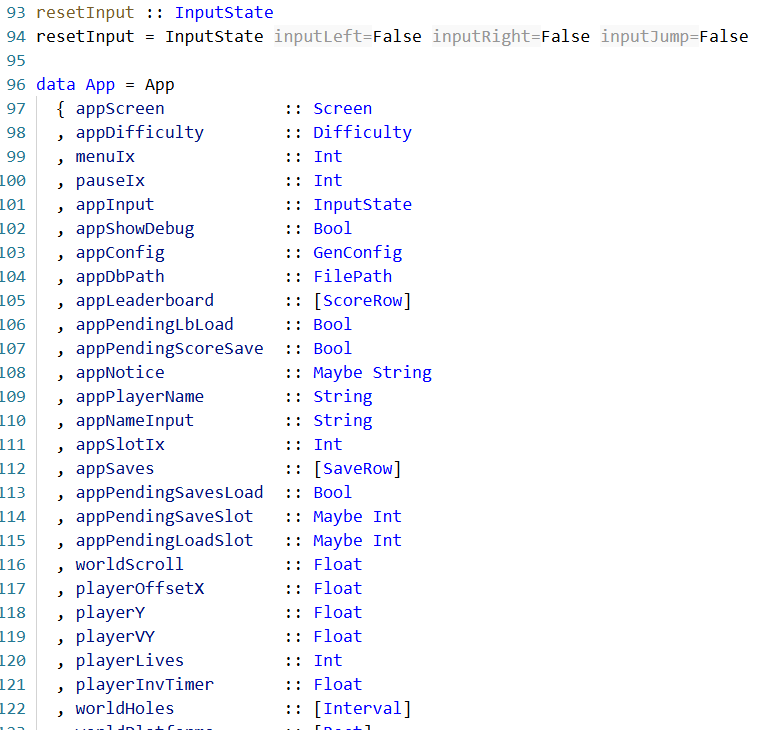 93 resetInput :: InputState
94 resetInput = InputState inputLeft=False inputRight=False inputJump=False
95
96 data App = App
97   { appScreen            :: Screen
98   , appDifficulty        :: Difficulty
99   , menuIx               :: Int
100   , pauseIx              :: Int
101   , appInput             :: InputState
102   , appShowDebug         :: Bool
103   , appConfig            :: GenConfig
104   , appDbPath            :: FilePath
105   , appLeaderboard       :: [ScoreRow]
106   , appPendingLbLoad     :: Bool
107   , appPendingScoreSave  :: Bool
108   , appNotice            :: Maybe String
109   , appPlayerName        :: String
110   , appNameInput         :: String
111   , appSlotIx            :: Int
112   , appSaves             :: [SaveRow]
113   , appPendingSavesLoad  :: Bool
114   , appPendingSaveSlot   :: Maybe Int
115   , appPendingLoadSlot   :: Maybe Int
116   , worldScroll          :: Float
117   , playerOffsetX        :: Float
118   , playerY              :: Float
119   , playerVY             :: Float
120   , playerLives          :: Int
121   , playerInvTimer       :: Float
122   , worldHoles           :: [Interval]